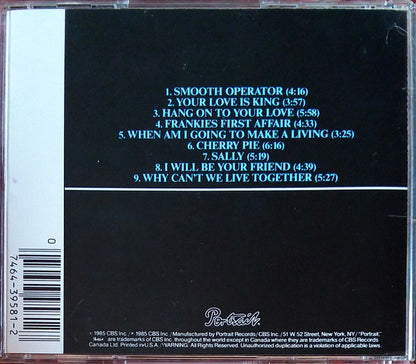 1. SMOOTH OPERATOR (4:16)
2. YOUR LOVE IS KING (3:57)
3. HANG ON TO YOUR LOVE (5:58)
4. FRANKIES FIRST AFFAIR (4:33)
5. WHEN AM I GOING TO MAKE A LIVING (3:25)
6. CHERRY PIE (6:16)
7. SALLY (5:19)
8. I WILL BE YOUR FRIEND (4:39)
9. WHY CAN'T WE LIVE TOGETHER (5:27)
0
7464-39581-2
Portrait.
℗ 1985 CBS Inc./℗ 1985 CBS Inc./Manufactured by Portrait Records/CBS Inc./51 W. 52 Street, New York, NY/"Portrait,"
are trademarks of CBS Inc. throughout the world except in Canada where they are trademarks of CBS Records
Canada Ltd. Printed in U.S.A./WARNING: All Rights Reserved. Unauthorized duplication is a violation of applicable laws.